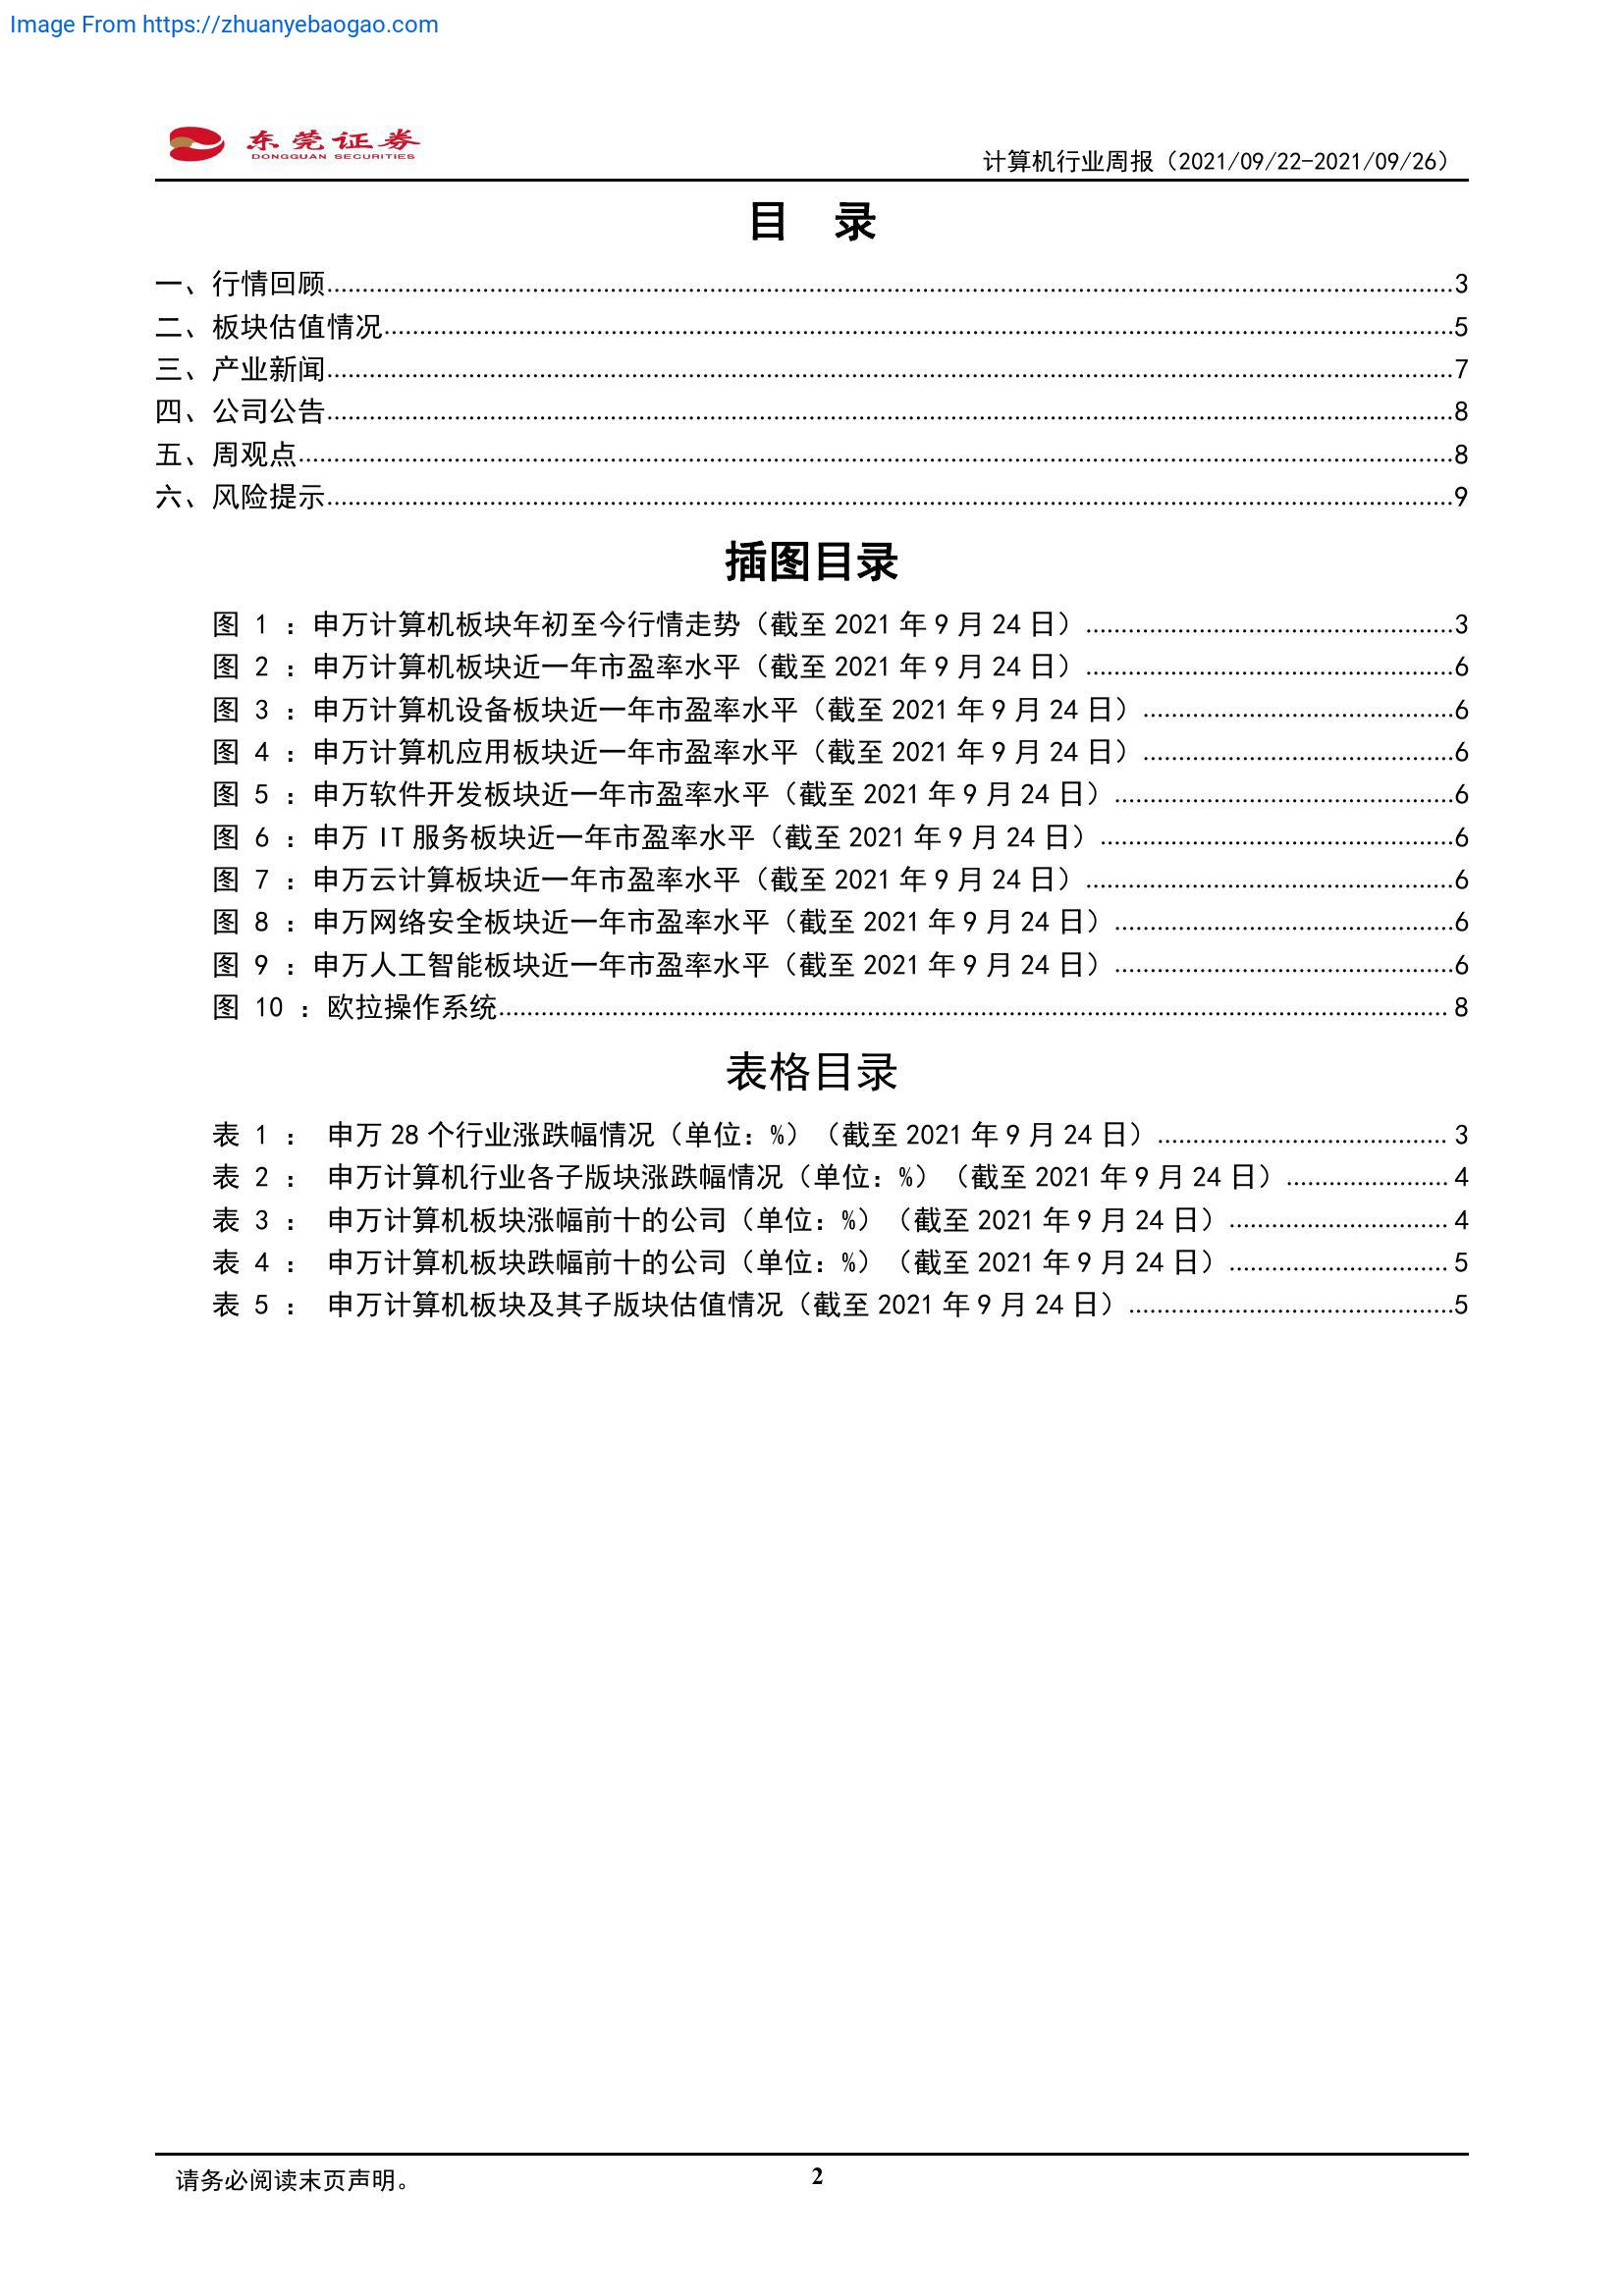 Image From https://zhuanyebaogao.com
东莞证券
DONGGUAN SECURITIES
计算机行业周报（2021/09/22-2021/09/26）
目 录
一、行情回顾............3
二、板块估值情况............5
三、产业新闻............7
四、公司公告............8
五、周观点............8
六、风险提示............9
插图目录
图 1 ：申万计算机板块年初至今行情走势（截至 2021 年 9 月 24 日）............3
图 2 ：申万计算机板块近一年市盈率水平（截至 2021 年 9 月 24 日）............6
图 3 ：申万计算机设备板块近一年市盈率水平（截至 2021 年 9 月 24 日）............6
图 4 ：申万计算机应用板块近一年市盈率水平（截至 2021 年 9 月 24 日）............6
图 5 ：申万软件开发板块近一年市盈率水平（截至 2021 年 9 月 24 日）............6
图 6 ：申万 IT 服务板块近一年市盈率水平（截至 2021 年 9 月 24 日）............6
图 7 ：申万云计算板块近一年市盈率水平（截至 2021 年 9 月 24 日）............6
图 8 ：申万网络安全板块近一年市盈率水平（截至 2021 年 9 月 24 日）............6
图 9 ：申万人工智能板块近一年市盈率水平（截至 2021 年 9 月 24 日）............6
图 10 ：欧拉操作系统............ 8
表格目录
表 1 ： 申万 28 个行业涨跌幅情况（单位：%）（截至 2021 年 9 月 24 日）............ 3
表 2 ： 申万计算机行业各子版块涨跌幅情况（单位：%）（截至 2021 年 9 月 24 日）............ 4
表 3 ： 申万计算机板块涨幅前十的公司（单位：%）（截至 2021 年 9 月 24 日）............ 4
表 4 ： 申万计算机板块跌幅前十的公司（单位：%）（截至 2021 年 9 月 24 日）............ 5
表 5 ： 申万计算机板块及其子版块估值情况（截至 2021 年 9 月 24 日）............5
请务必阅读末页声明。
2